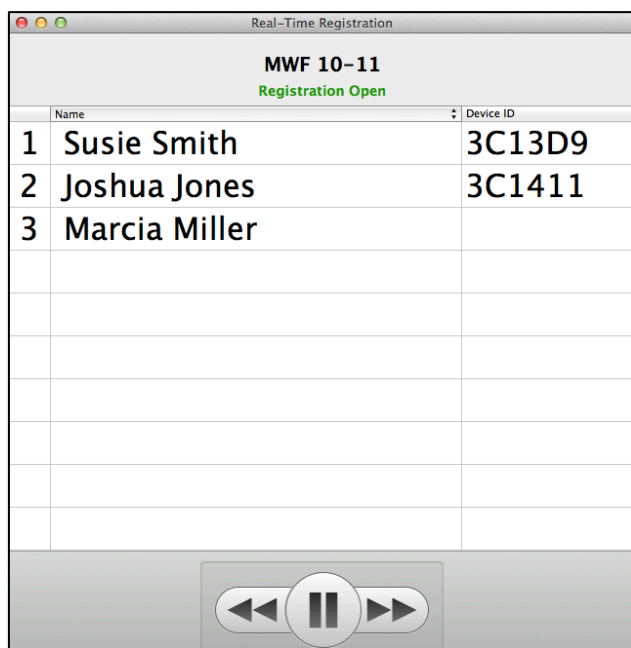 Real-Time Registration
MWF 10-11
Registration Open
Name Device ID
1 Susie Smith 3C13D9
2 Joshua Jones 3C1411
3 Marcia Miller